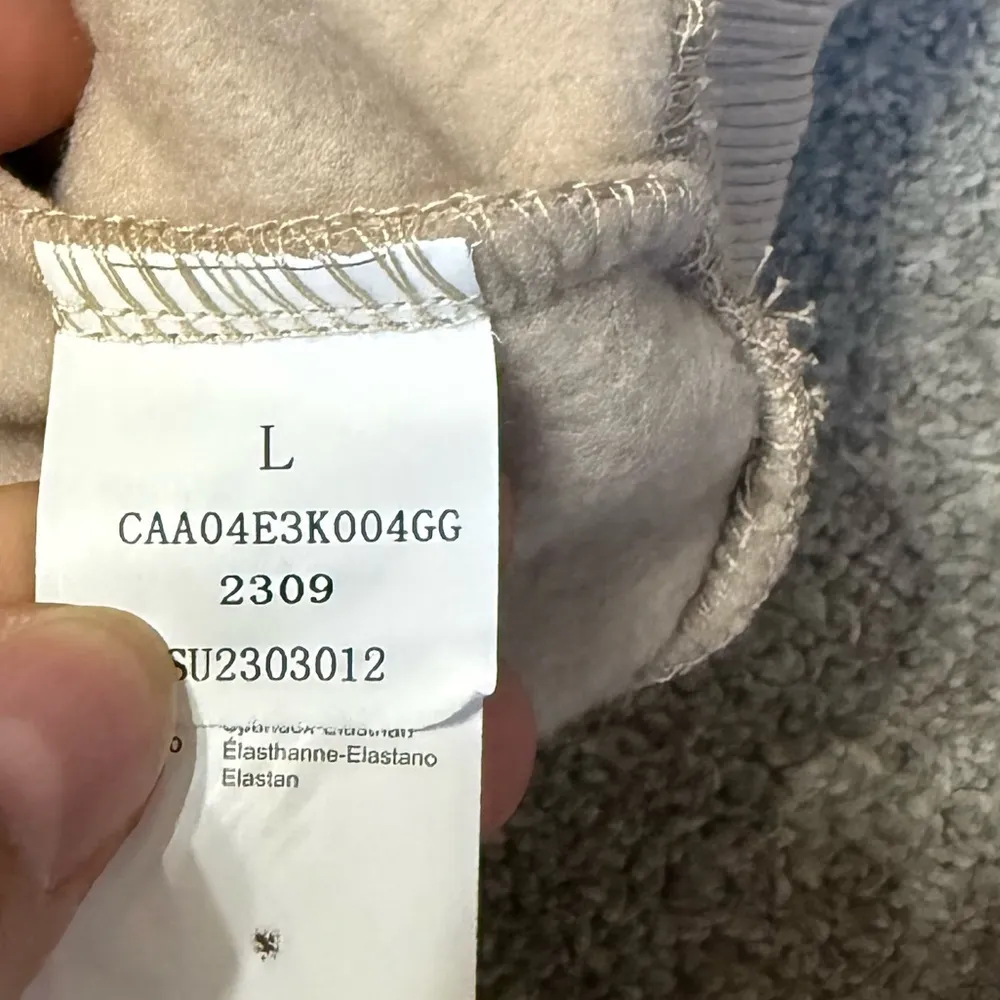 L
CAA04E3K004GG
2309
SU2303012
Élasthanne-Elastano
Elastan